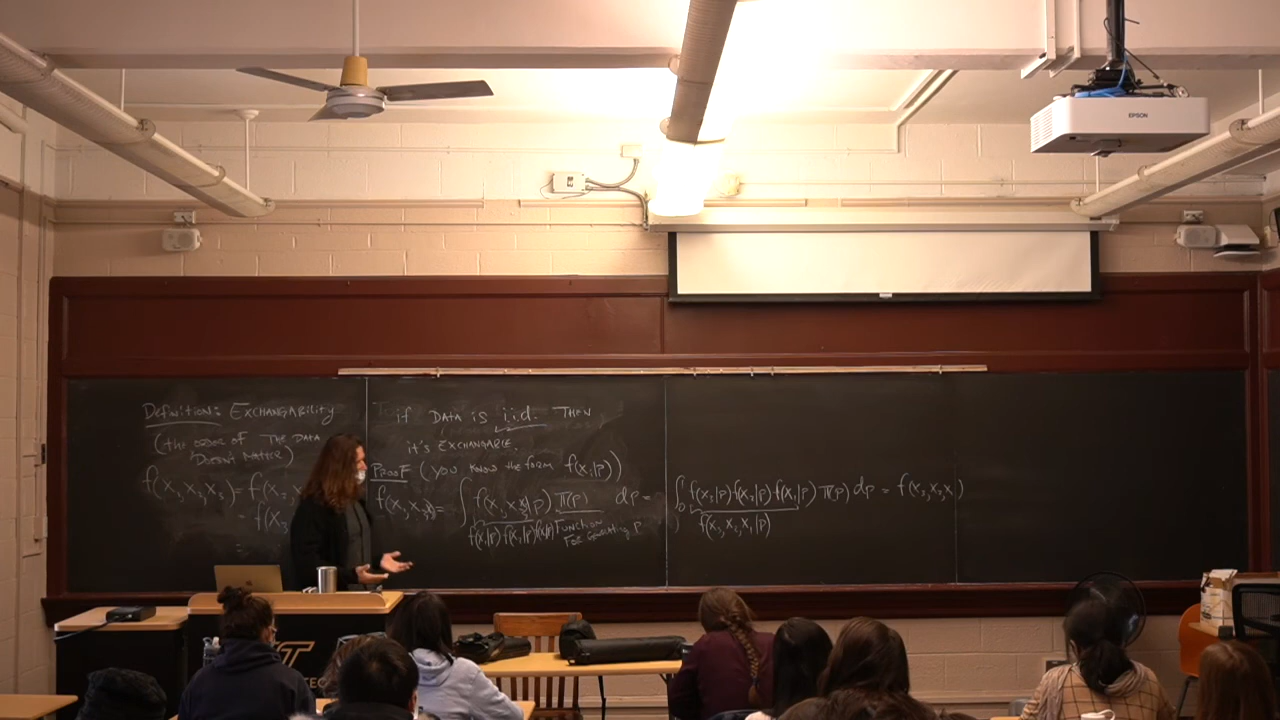 Definition: EXCHANGABILITY
(the order of THE DATA
DOESN'T MATTER)
f(x₁,x₂,x₃) = f(x₂
= f(x₃
=
if DATA is i.i.d. THEN
it's EXCHANGABLE.
PROOF (YOU KNOW the form f(x₁|p))
f(x₁,x₂,x₃) = ∫ f(x₁,x₂,x₃|p) π(p) dp =
f(x₁|p) f(x₂|p) f(x₃|p) FUNCTION
FOR GENERATING P
∫ f(x₃|p) f(x₂|p) f(x₁|p) π(p) dp = f(x₃,x₂,x₁)
f(x₃,x₂,x₁|p)
EPSON
TEC